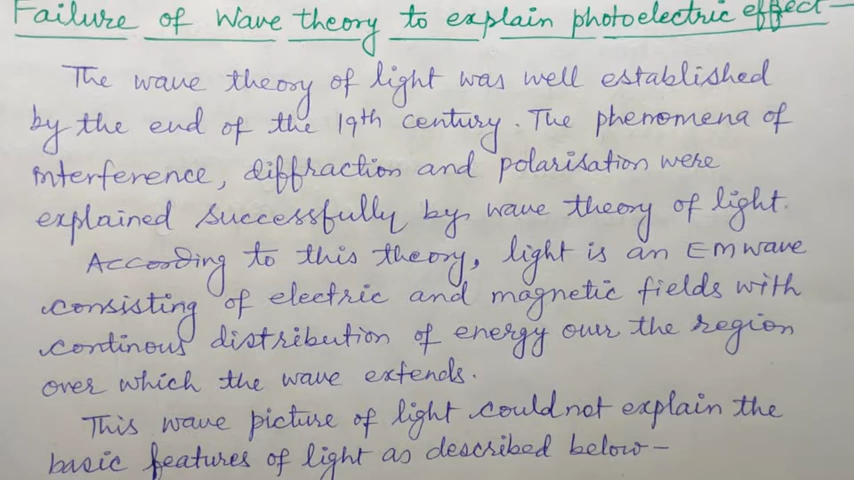 Failure of Wave theory to explain photoelectric effect—
The wave theory of light was well established
by the end of the 19th century. The phenomena of
interference, diffraction and polarisation were
explained successfully by wave theory of light.
According to this theory, light is an EM wave
consisting of electric and magnetic fields with
continous distribution of energy over the region
over which the wave extends.
This wave picture of light could not explain the
basic features of light as described below—